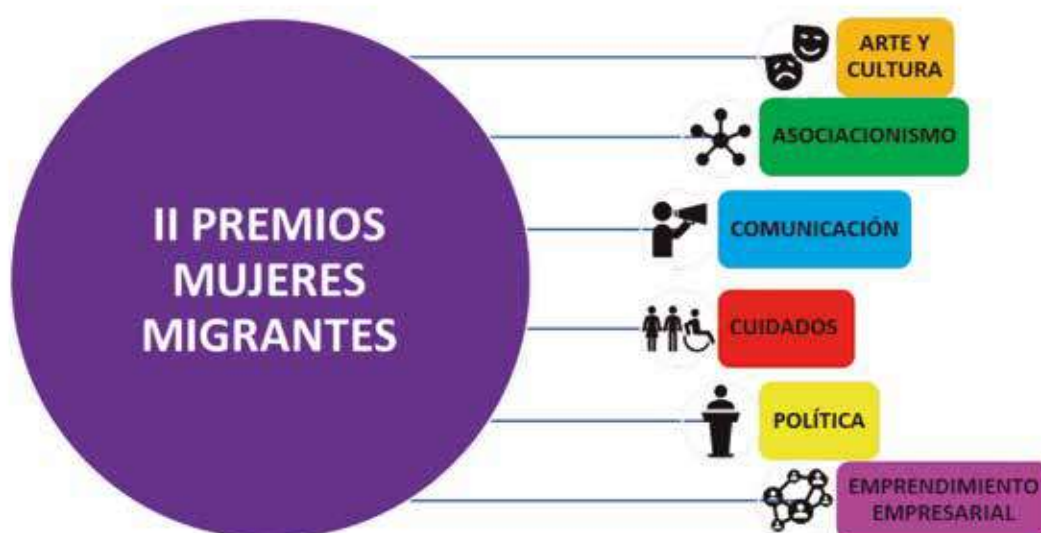 II PREMIOS
MUJERES
MIGRANTES
ARTE Y
CULTURA
ASOCIACIONISMO
COMUNICACIÓN
CUIDADOS
POLÍTICA
EMPRENDIMIENTO
EMPRESARIAL